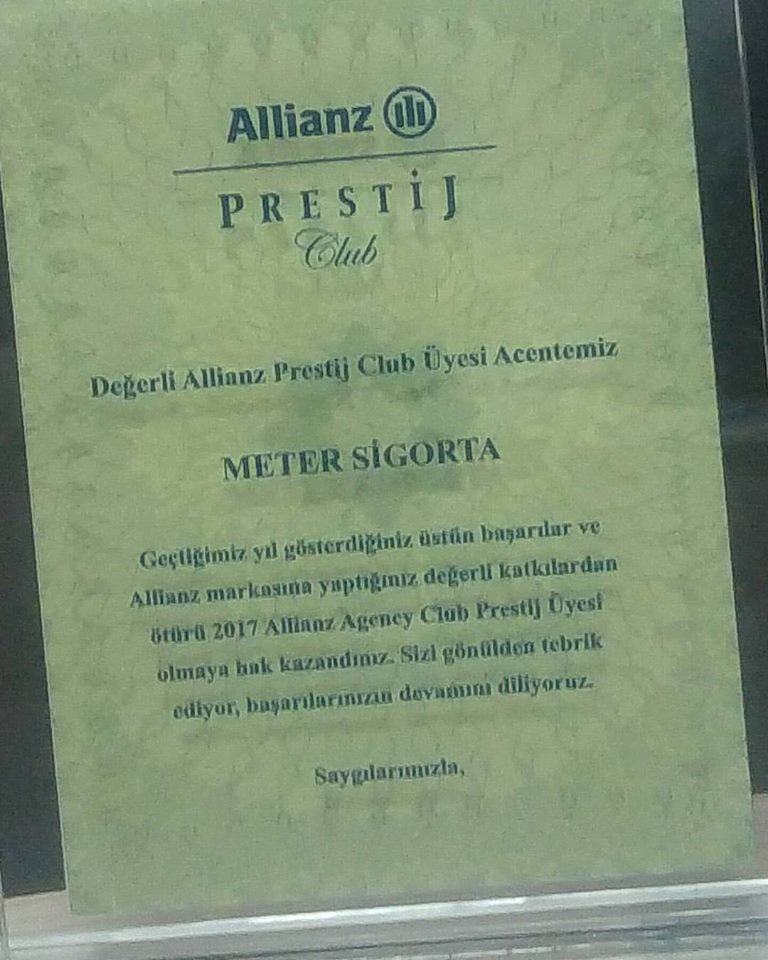 Allianz
PRESTİJ
Club
Değerli Allianz Prestij Club Üyesi Acentemiz
METER SİGORTA
Geçtiğimiz yıl gösterdiğiniz üstün başarılar ve
Allianz markasına yaptığınız değerli katkılardan
ötürü 2017 Allianz Agency Club Prestij Üyesi
olmaya hak kazandınız. Sizi gönülden tebrik
ediyor, başarılarınızın devamını diliyoruz.
Saygılarımızla,